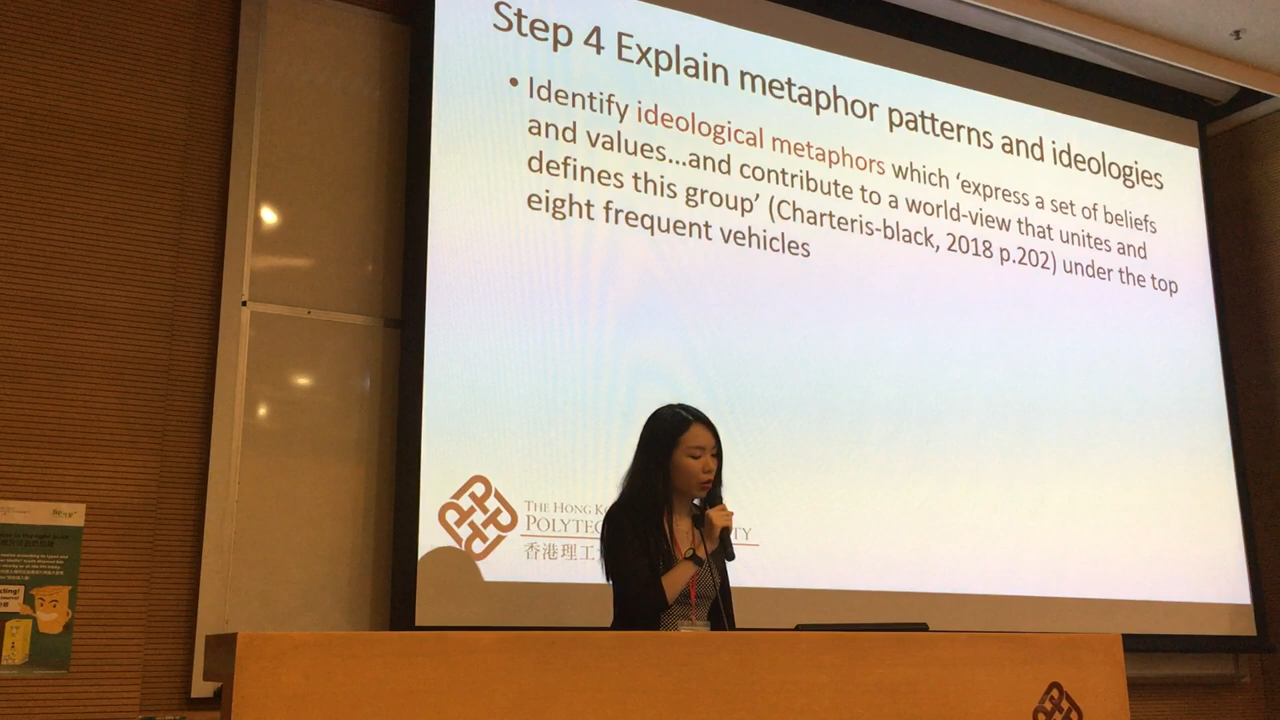 Step 4 Explain metaphor patterns and ideologies
• Identify ideological metaphors which ‘express a set of beliefs
and values...and contribute to a world-view that unites and
defines this group’ (Charteris-black, 2018 p.202) under the top
eight frequent vehicles
THE HONG
POLYTEC
香港理工